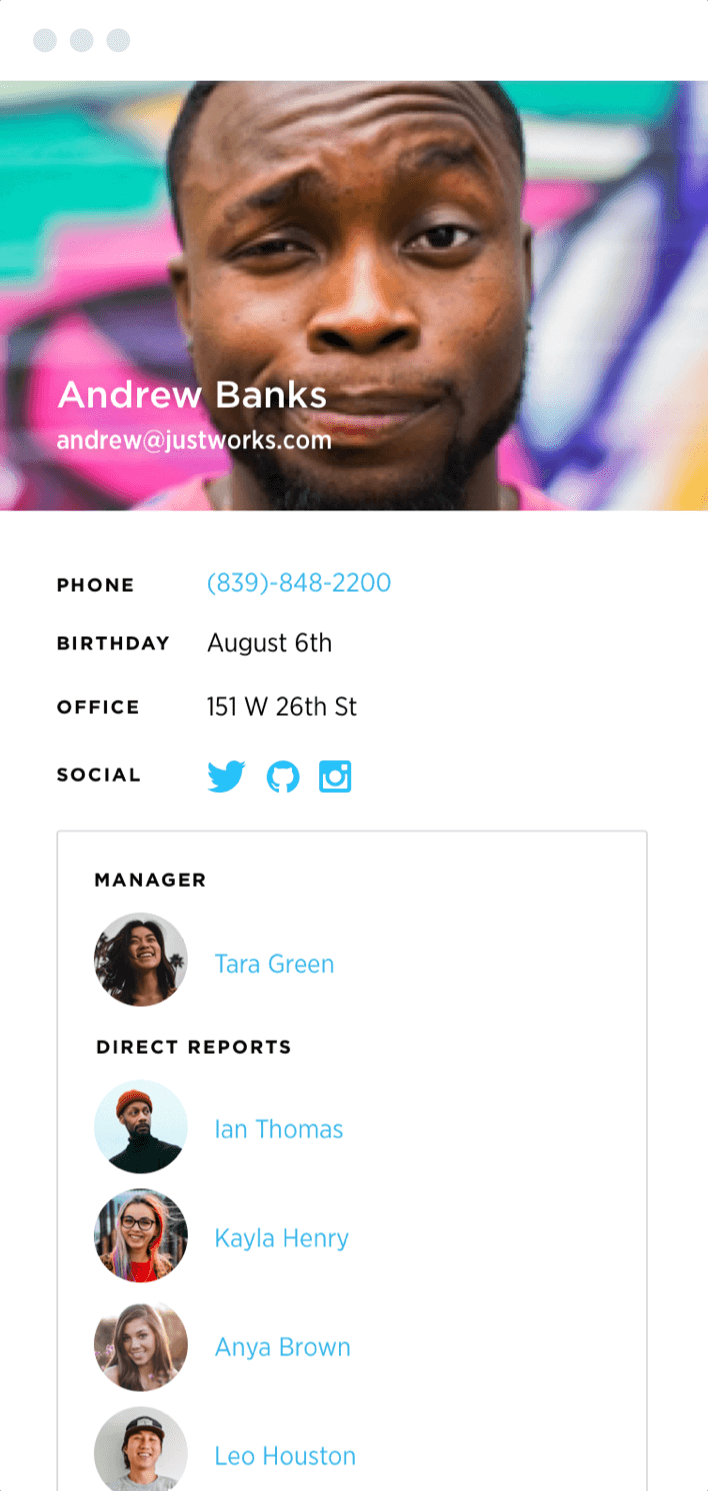 Andrew Banks
andrew@justworks.com
PHONE (839)-848-2200
BIRTHDAY August 6th
OFFICE 151 W 26th St
SOCIAL
MANAGER
Tara Green
DIRECT REPORTS
Ian Thomas
Kayla Henry
Anya Brown
Leo Houston